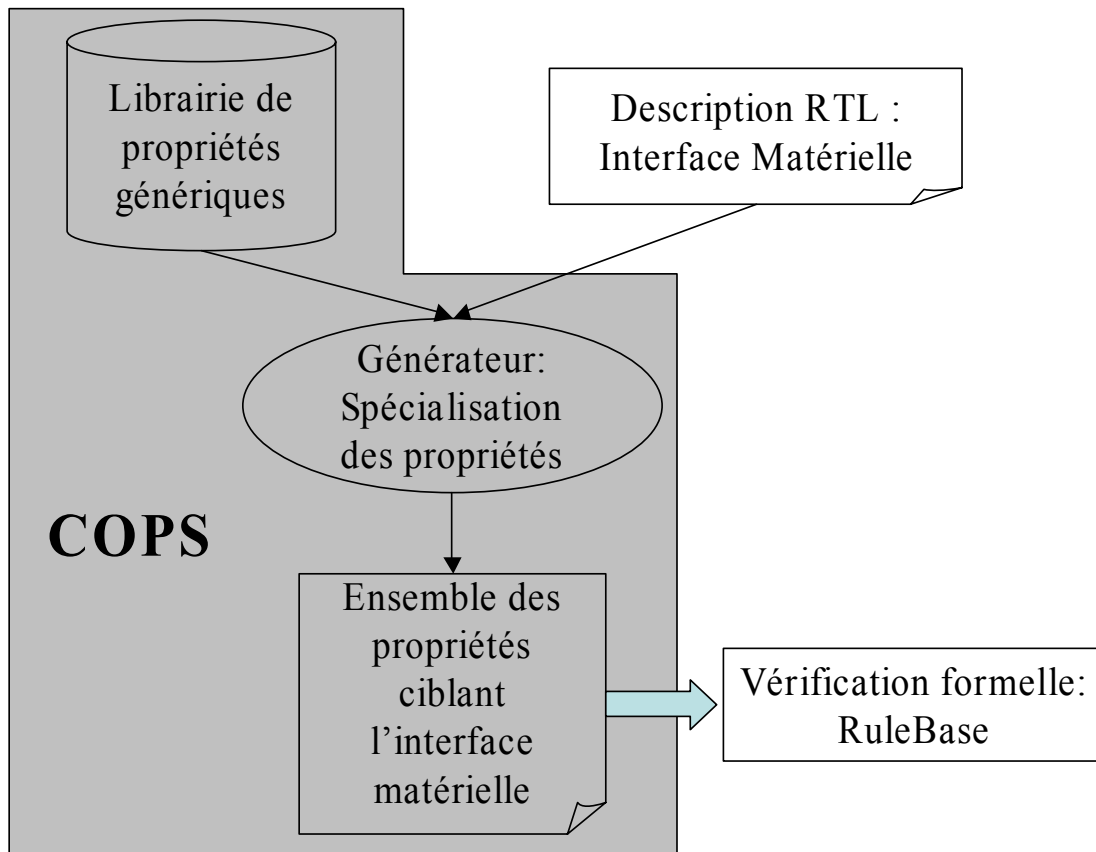 Librairie de
propriétés
génériques
Description RTL :
Interface Matérielle
Générateur:
Spécialisation
des propriétés
COPS
Ensemble des
propriétés
ciblant
l’interface
matérielle
Vérification formelle:
RuleBase